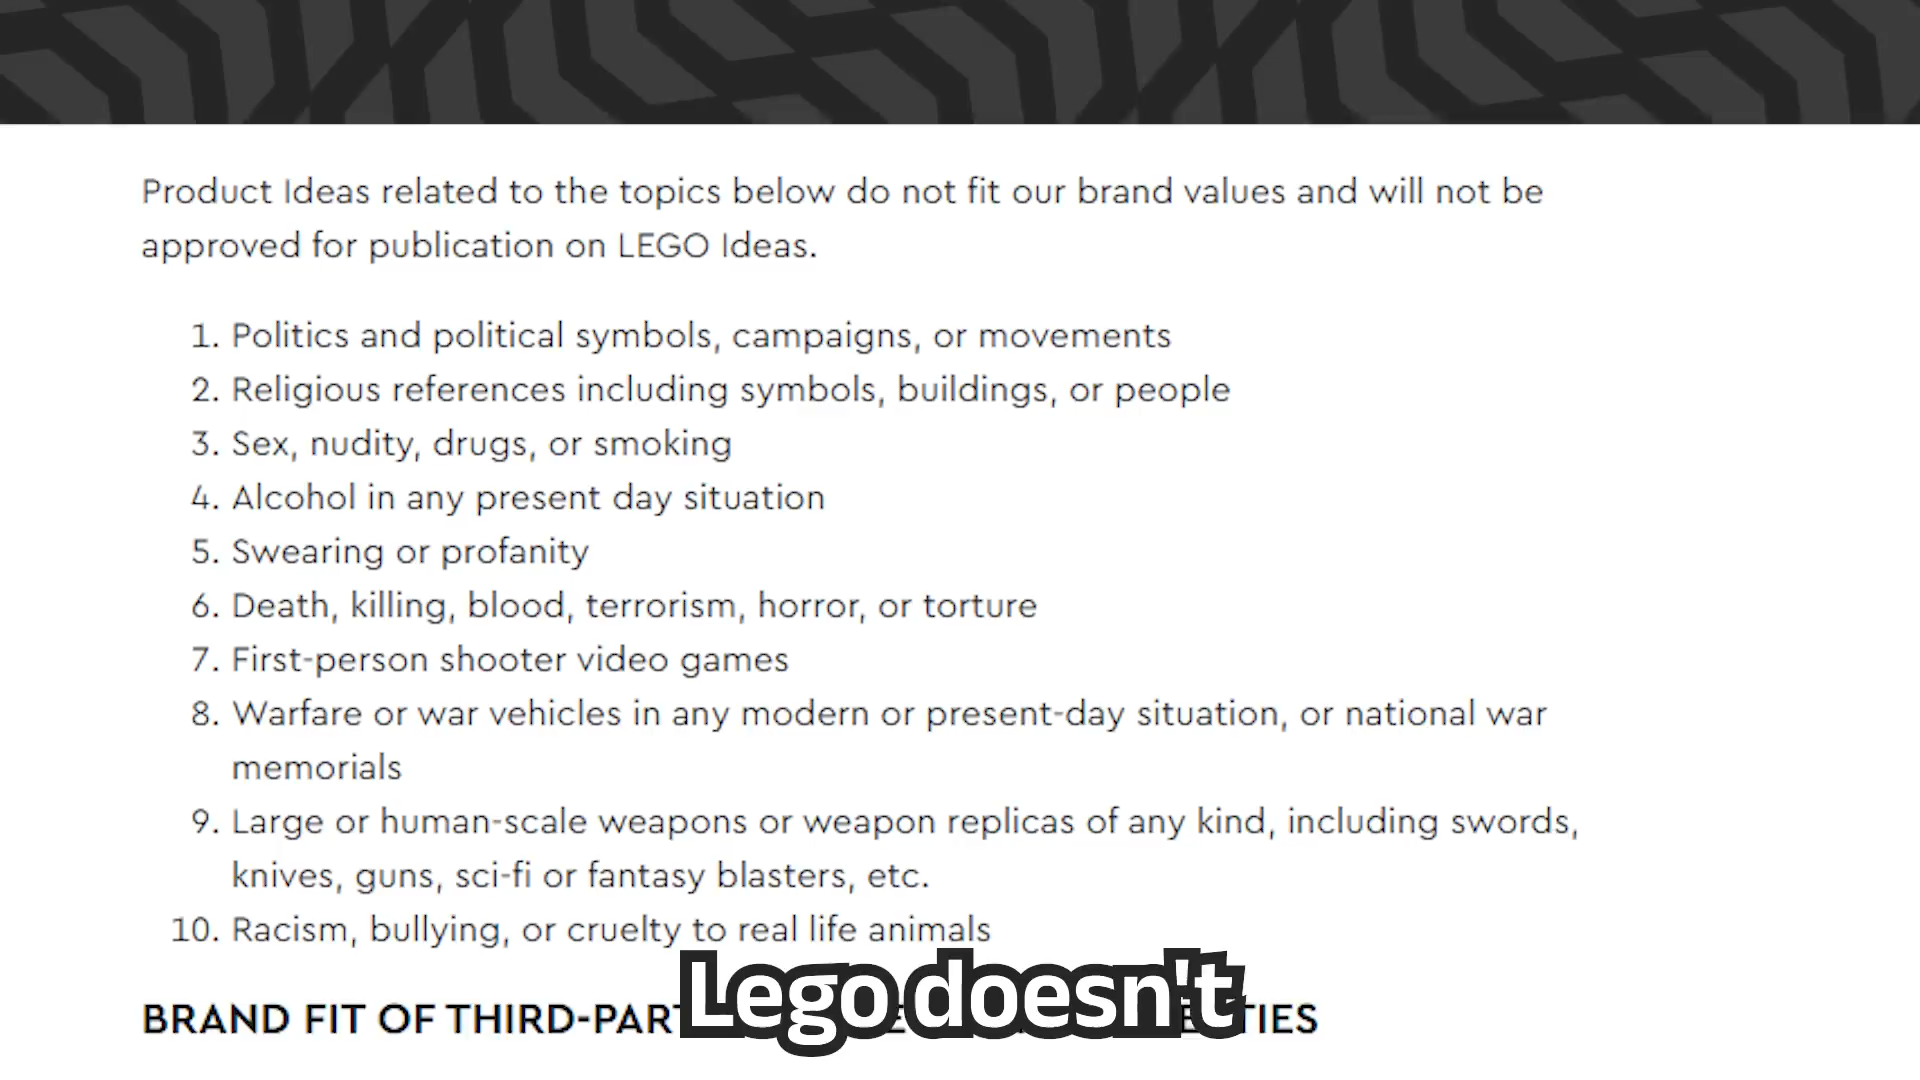 Product Ideas related to the topics below do not fit our brand values and will not be
approved for publication on LEGO Ideas.
1. Politics and political symbols, campaigns, or movements
2. Religious references including symbols, buildings, or people
3. Sex, nudity, drugs, or smoking
4. Alcohol in any present day situation
5. Swearing or profanity
6. Death, killing, blood, terrorism, horror, or torture
7. First-person shooter video games
8. Warfare or war vehicles in any modern or present-day situation, or national war
memorials
9. Large or human-scale weapons or weapon replicas of any kind, including swords,
knives, guns, sci-fi or fantasy blasters, etc.
10. Racism, bullying, or cruelty to real life animals
Lego doesn't
BRAND FIT OF